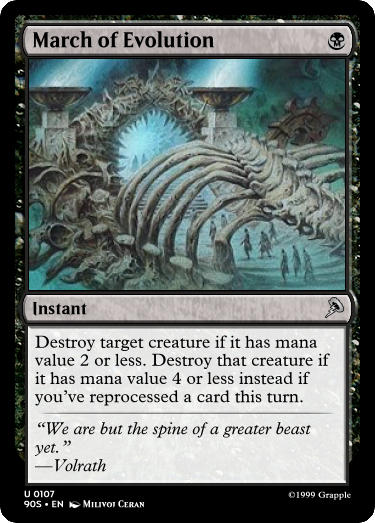 March of Evolution
Instant
Destroy target creature if it has mana
value 2 or less. Destroy that creature if
it has mana value 4 or less instead if
you've reprocessed a card this turn.
“We are but the spine of a greater beast
yet.”
—Volrath
U 0107
90S • EN Milivoj Ceran
©1999 Grapple